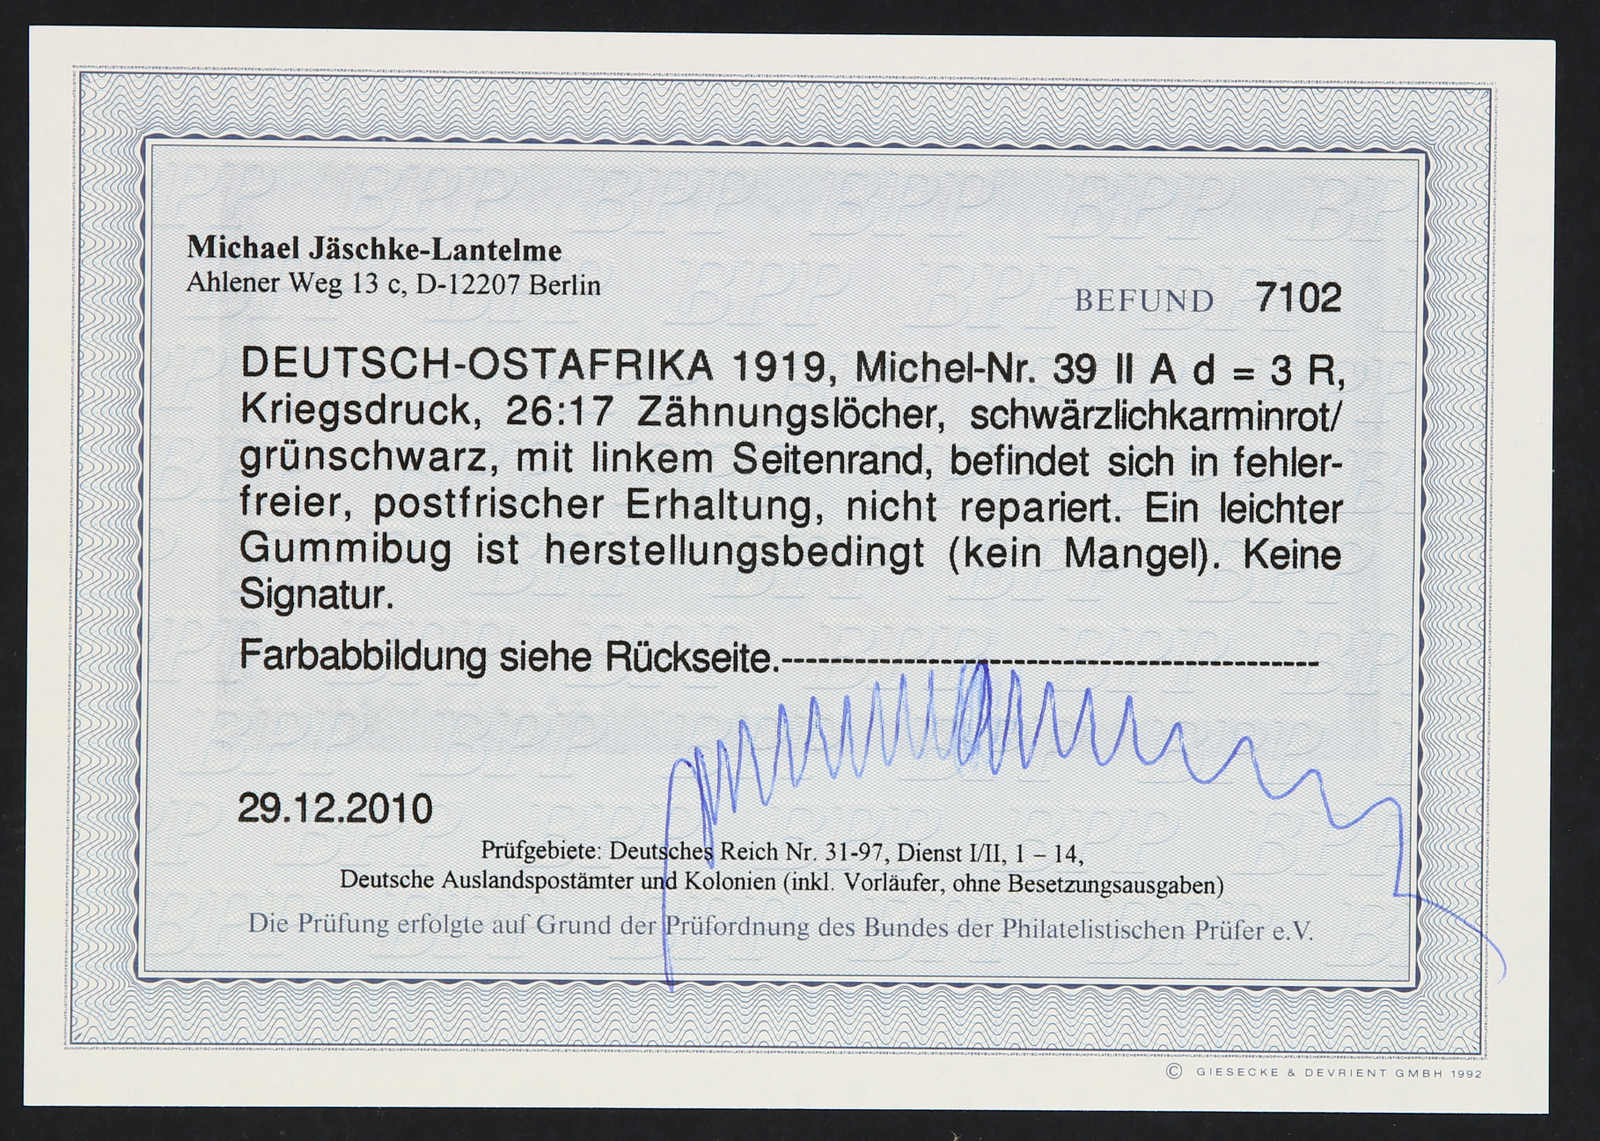 Michael Jäschke-Lantelme
Ahlener Weg 13 c, D-12207 Berlin
BEFUND 7102
DEUTSCH-OSTAFRIKA 1919, Michel-Nr. 39 II A d = 3 R,
Kriegsdruck, 26:17 Zähnungslöcher, schwärzlichkarminrot/
grünschwarz, mit linkem Seitenrand, befindet sich in fehler-
freier, postfrischer Erhaltung, nicht repariert. Ein leichter
Gummibug ist herstellungsbedingt (kein Mangel). Keine
Signatur.
Farbabbildung siehe Rückseite.--------------------------------------------
29.12.2010
Prüfgebiete: Deutsches Reich Nr. 31-97, Dienst I/II, 1 – 14,
Deutsche Auslandspostämter und Kolonien (inkl. Vorläufer, ohne Besetzungsausgaben)
Die Prüfung erfolgte auf Grund der Prüfordnung des Bundes der Philatelistischen Prüfer e.V.
© GIESECKE & DEVRIENT GMBH 1992